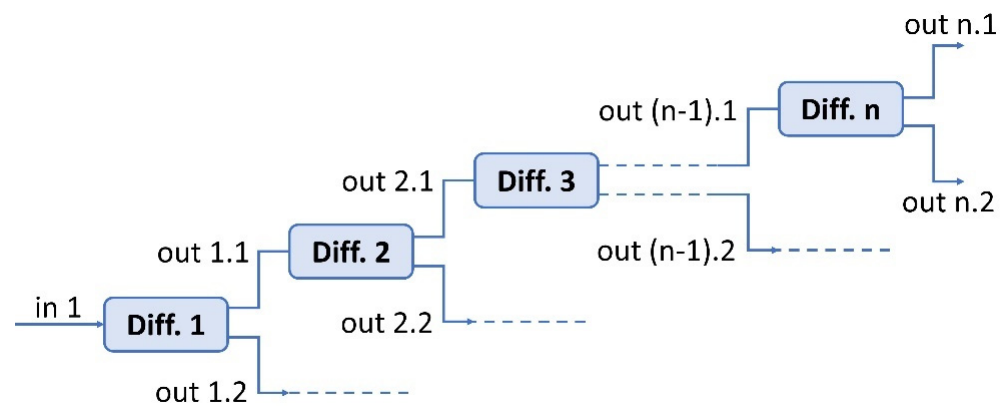 out n.1
out (n-1).1
Diff. n
out 2.1
Diff. 3
out n.2
out 1.1
Diff. 2
out (n-1).2
in 1
Diff. 1
out 2.2
out 1.2